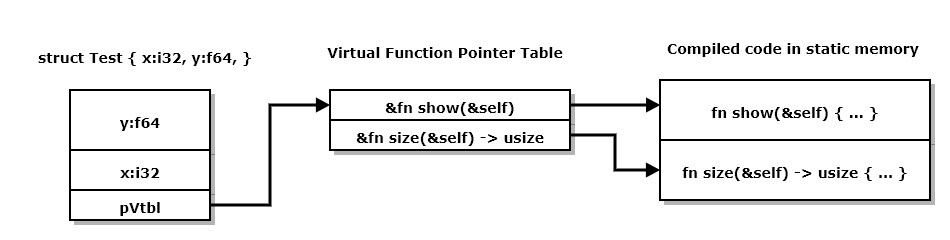 struct Test { x:i32, y:f64, }
Virtual Function Pointer Table
Compiled code in static memory
y:f64
x:i32
pVtbl
&fn show(&self)
&fn size(&self) -> usize
fn show(&self) { ... }
fn size(&self) -> usize { ... }